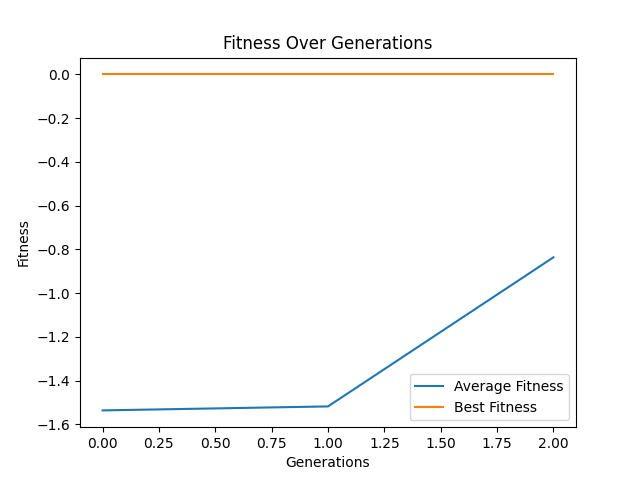 Fitness Over Generations
0.0
−0.2
−0.4
−0.6
−0.8
−1.0
−1.2
−1.4
−1.6
Fitness
Average Fitness
Best Fitness
0.00 0.25 0.50 0.75 1.00 1.25 1.50 1.75 2.00
Generations